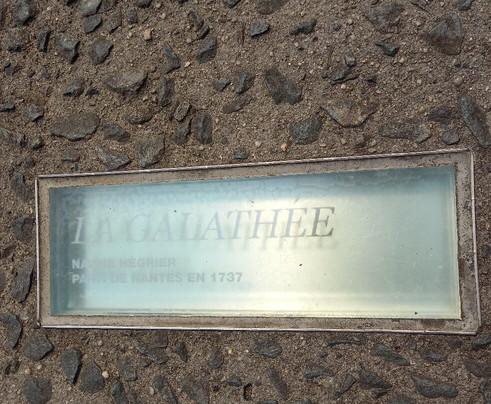 LA GALATHÉE
NAVIRE NÉGRIER
PARTI DE NANTES EN 1737